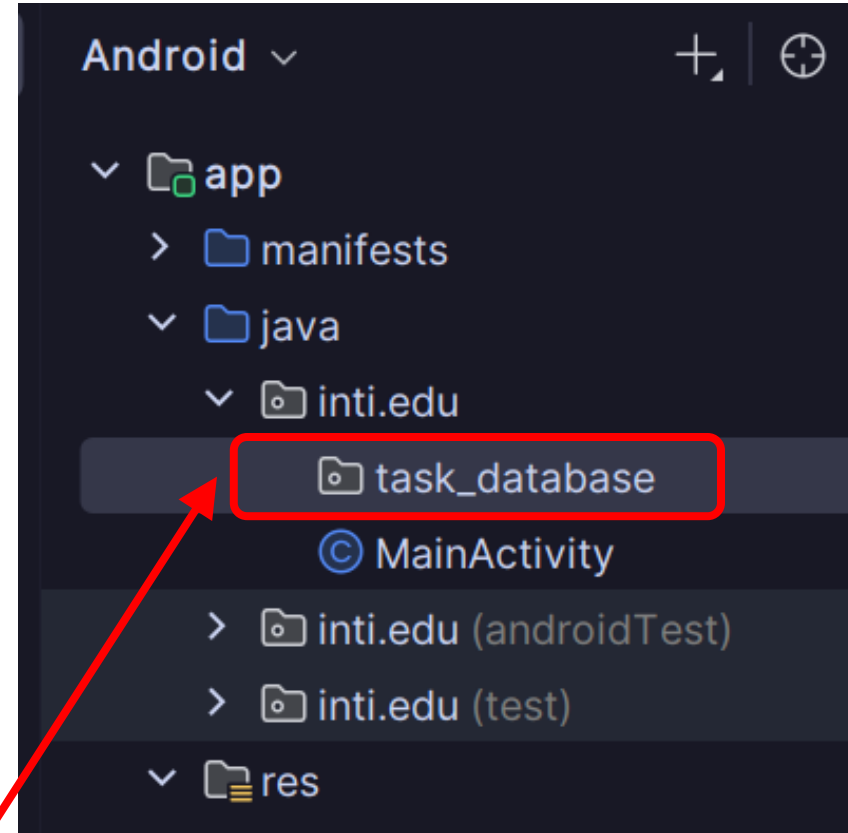 Android
app
manifests
java
inti.edu
task_database
MainActivity
inti.edu (androidTest)
inti.edu (test)
res